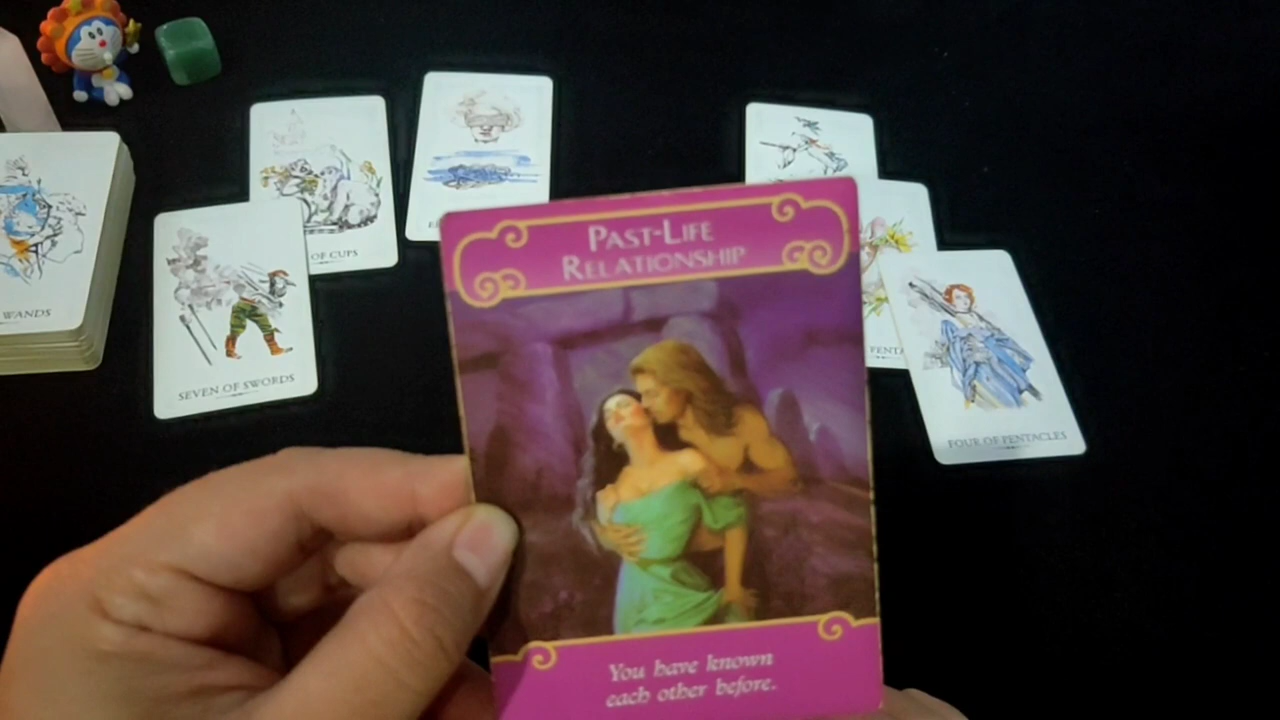 PAST-LIFE
RELATIONSHIP
You have known
each other before.
OF CUPS
WANDS
SEVEN OF SWORDS
FOUR OF PENTACLES